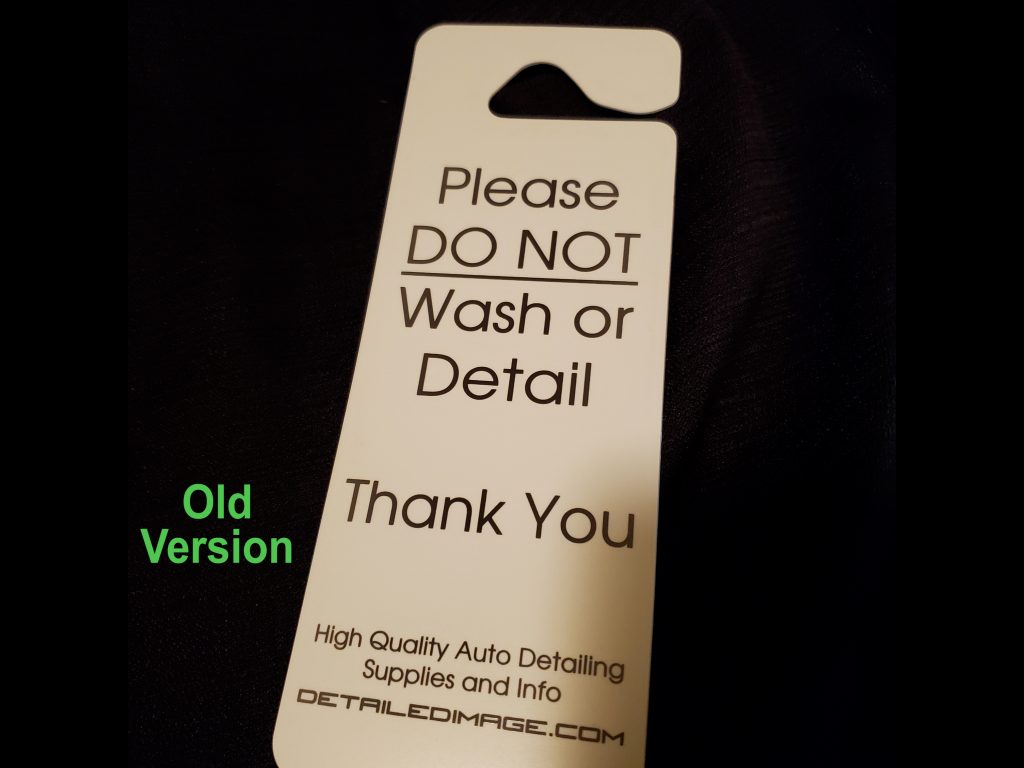 Please
DO NOT
Wash or
Detail
Thank You
High Quality Auto Detailing
Supplies and Info
DETAILEDIMAGE.COM
Old
Version